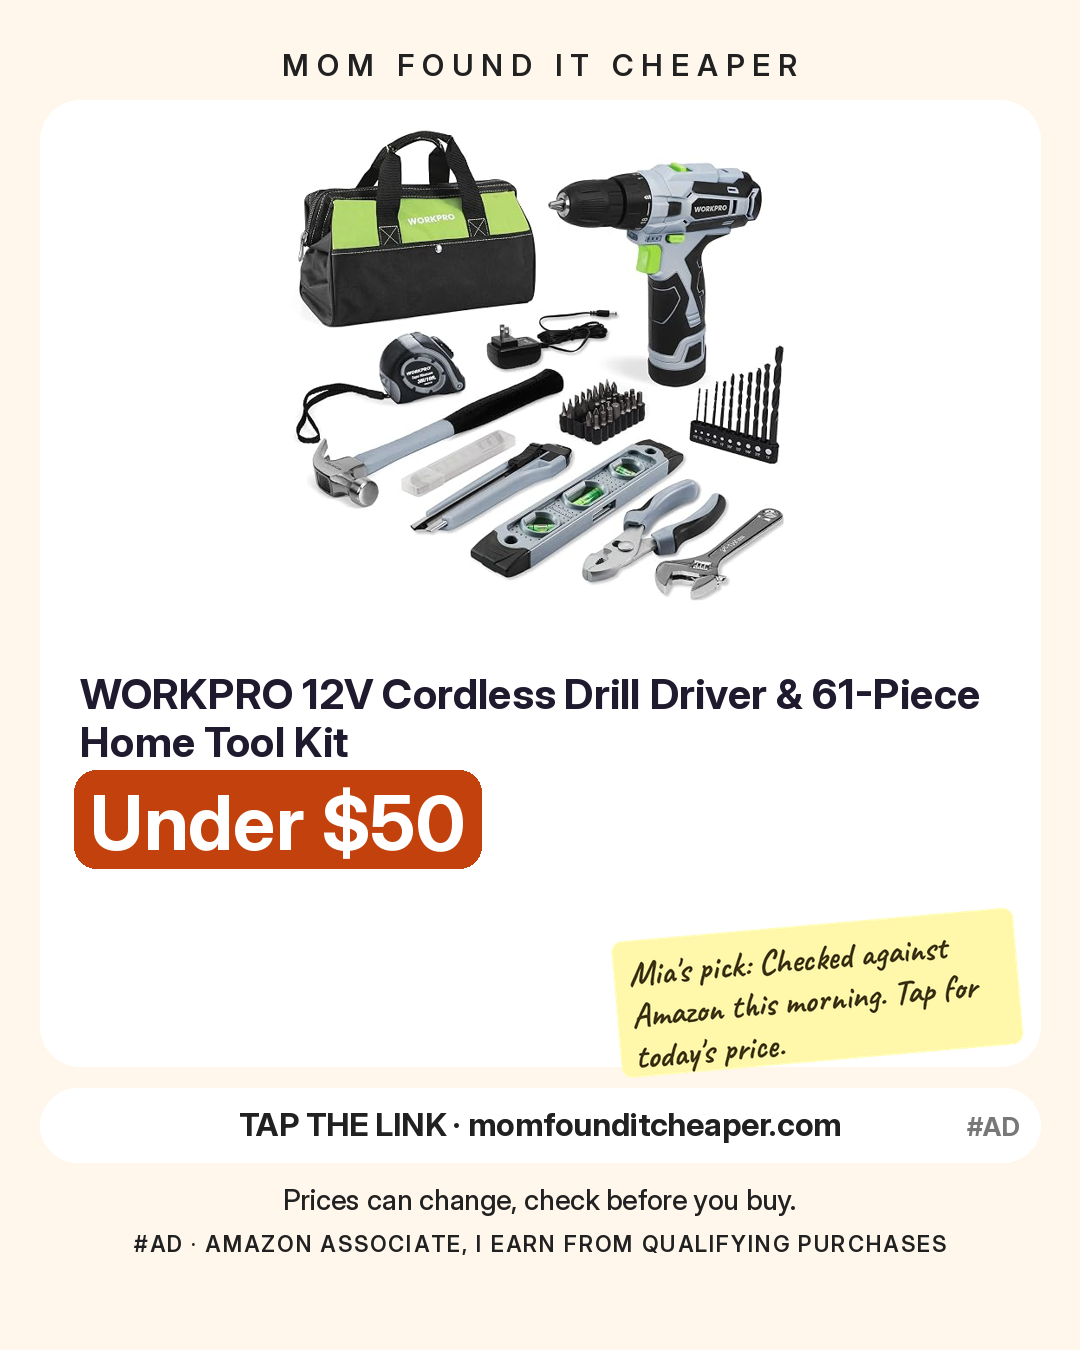 MOM FOUND IT CHEAPER
WORKPRO
WORKPRO
WORKPRO
WORKPRO 12V Cordless Drill Driver & 61-Piece
Home Tool Kit
Under $50
Mia's pick: Checked against
Amazon this morning. Tap for
today's price.
TAP THE LINK · momfounditcheaper.com
#AD
Prices can change, check before you buy.
#AD · AMAZON ASSOCIATE, I EARN FROM QUALIFYING PURCHASES